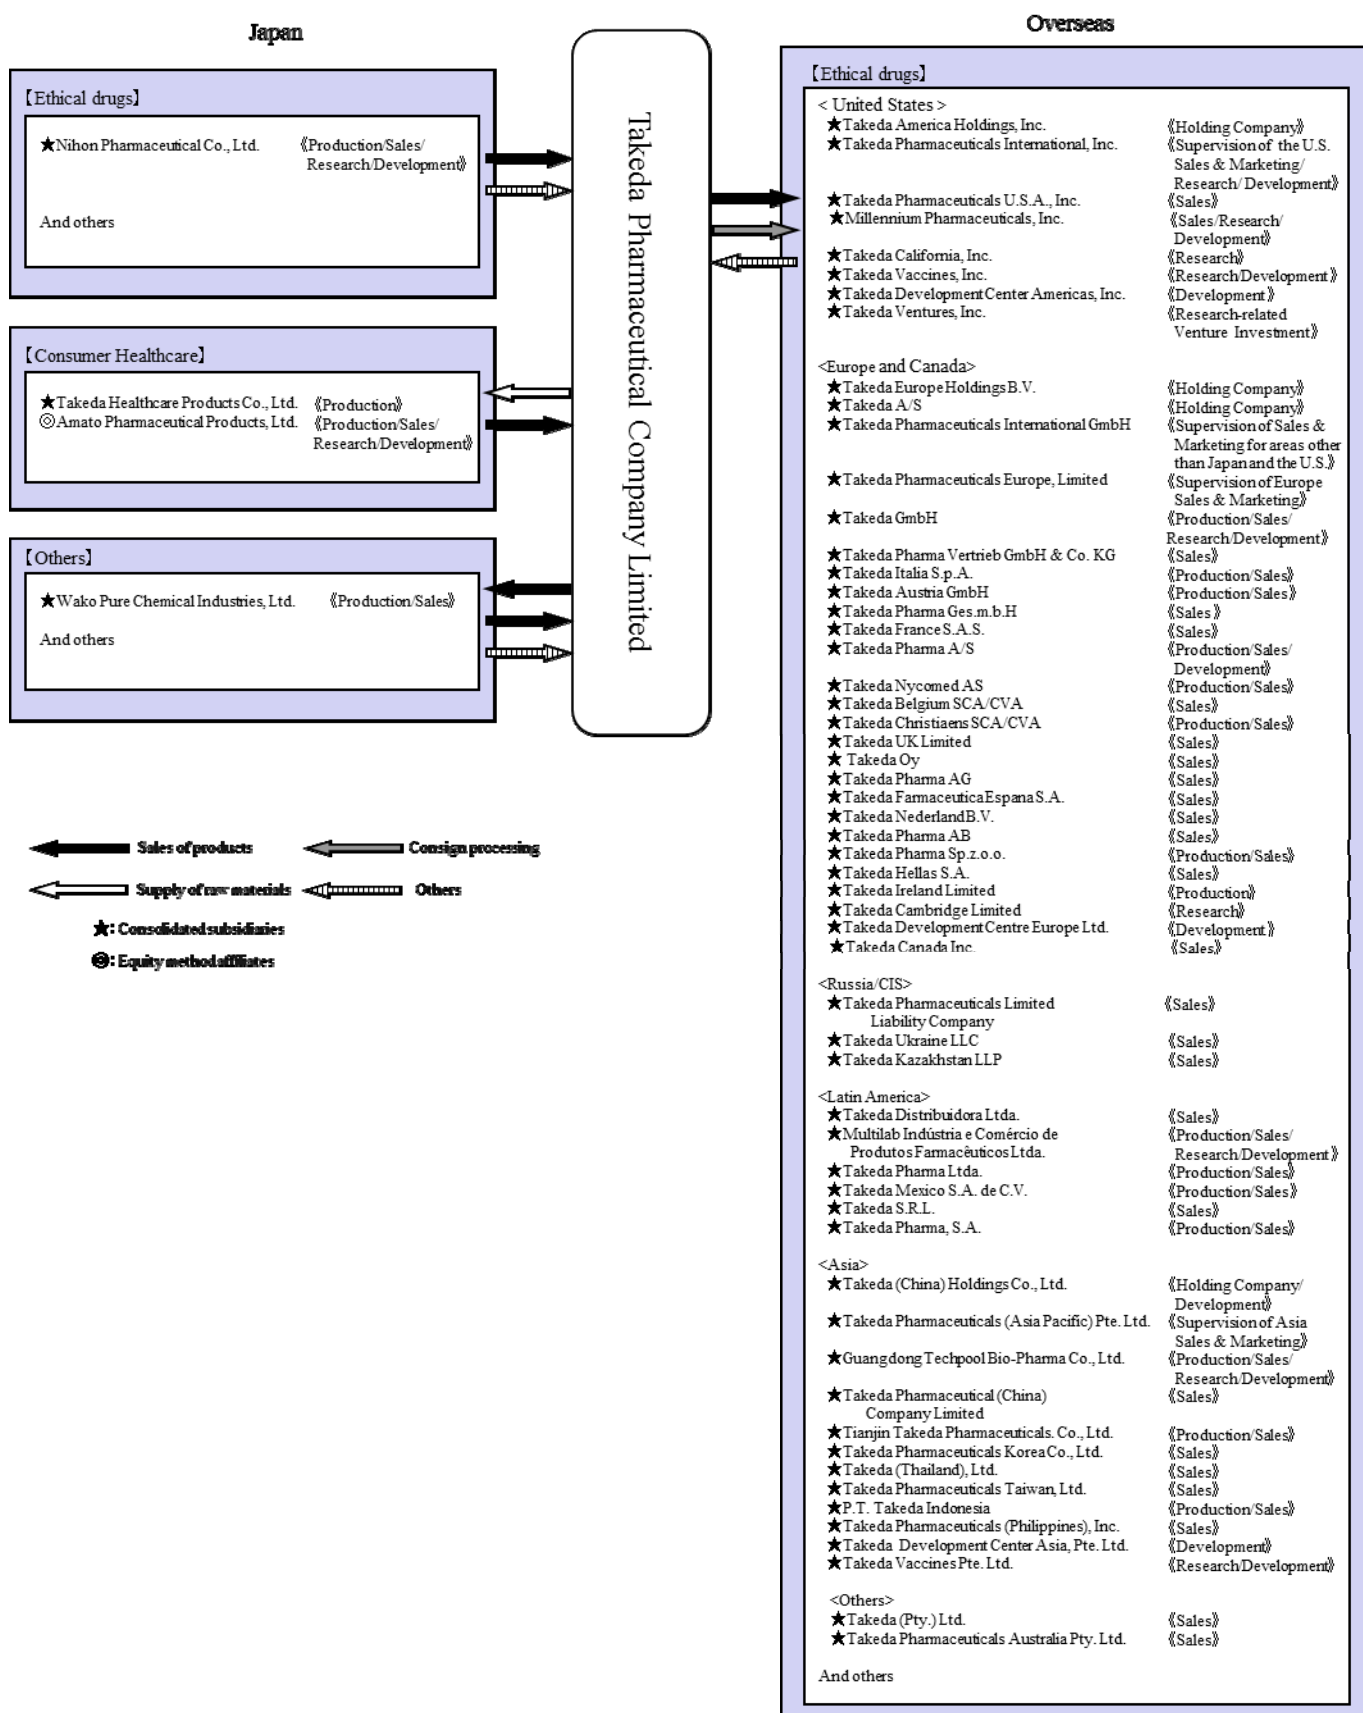 Japan
【Ethical drugs】
★Nihon Pharmaceutical Co., Ltd. 《Production/Sales/
Research/Development》
And others
【Consumer Healthcare】
★Takeda Healthcare Products Co., Ltd. 《Production》
◎Amato Pharmaceutical Products, Ltd. 《Production/Sales/
Research/Development》
【Others】
★Wako Pure Chemical Industries, Ltd. 《Production/Sales》
And others
Sales of products
Consign processing
Supply of raw materials
Others
★: Consolidated subsidiaries
◎: Equity method affiliates
Takeda Pharmaceutical Company Limited
Overseas
【Ethical drugs】
< United States >
★Takeda America Holdings, Inc. 《Holding Company》
★Takeda Pharmaceuticals International, Inc. 《Supervision of the U.S.
Sales & Marketing/
Research/ Development》
★Takeda Pharmaceuticals U.S.A., Inc. 《Sales》
★Millennium Pharmaceuticals, Inc. 《Sales/Research/
Development》
★Takeda California, Inc. 《Research》
★Takeda Vaccines, Inc. 《Research/Development》
★Takeda Development Center Americas, Inc. 《Development》
★Takeda Ventures, Inc. 《Research-related
Venture Investment》
<Europe and Canada>
★Takeda Europe Holdings B.V. 《Holding Company》
★Takeda A/S 《Holding Company》
★Takeda Pharmaceuticals International GmbH 《Supervision of Sales &
Marketing for areas other
than Japan and the U.S.》
★Takeda Pharmaceuticals Europe, Limited 《Supervision of Europe
Sales & Marketing》
★Takeda GmbH 《Production/Sales/
Research/Development》
★Takeda Pharma Vertrieb GmbH & Co. KG 《Sales》
★Takeda Italia S.p.A. 《Production/Sales》
★Takeda Austria GmbH 《Production/Sales》
★Takeda Pharma Ges.m.b.H 《Sales》
★Takeda France S.A.S. 《Sales》
★Takeda Pharma A/S 《Production/Sales/
Development》
★Takeda Nycomed AS 《Production/Sales》
★Takeda Belgium SCA/CVA 《Sales》
★Takeda Christiaens SCA/CVA 《Production/Sales》
★Takeda UK Limited 《Sales》
★ Takeda Oy 《Sales》
★Takeda Pharma AG 《Sales》
★Takeda Farmaceutica Espana S.A. 《Sales》
★Takeda Nederland B.V. 《Sales》
★Takeda Pharma AB 《Sales》
★Takeda Pharma Sp.z.o.o. 《Production/Sales》
★Takeda Hellas S.A. 《Sales》
★Takeda Ireland Limited 《Production》
★Takeda Cambridge Limited 《Research》
★Takeda Development Centre Europe Ltd. 《Development》
★Takeda Canada Inc. 《Sales》
<Russia/CIS>
★Takeda Pharmaceuticals Limited 《Sales》
Liability Company
★Takeda Ukraine LLC 《Sales》
★Takeda Kazakhstan LLP 《Sales》
<Latin America>
★Takeda Distribuidora Ltda. 《Sales》
★Multilab Indústria e Comércio de 《Production/Sales/
Produtos Farmacêuticos Ltda. Research/Development》
★Takeda Pharma Ltda. 《Production/Sales》
★Takeda Mexico S.A. de C.V. 《Production/Sales》
★Takeda S.R.L. 《Sales》
★Takeda Pharma, S.A. 《Production/Sales》
<Asia>
★Takeda (China) Holdings Co., Ltd. 《Holding Company/
Development》
★Takeda Pharmaceuticals (Asia Pacific) Pte. Ltd. 《Supervision of Asia
Sales & Marketing》
★Guangdong Techpool Bio-Pharma Co., Ltd. 《Production/Sales/
Research/Development》
★Takeda Pharmaceutical (China) 《Sales》
Company Limited
★Tianjin Takeda Pharmaceuticals. Co., Ltd. 《Production/Sales》
★Takeda Pharmaceuticals Korea Co., Ltd. 《Sales》
★Takeda (Thailand), Ltd. 《Sales》
★Takeda Pharmaceuticals Taiwan, Ltd. 《Sales》
★P.T. Takeda Indonesia 《Production/Sales》
★Takeda Pharmaceuticals (Philippines), Inc. 《Sales》
★Takeda Development Center Asia, Pte. Ltd. 《Development》
★Takeda Vaccines Pte. Ltd. 《Research/Development》
<Others>
★Takeda (Pty.) Ltd. 《Sales》
★Takeda Pharmaceuticals Australia Pty. Ltd. 《Sales》
And others